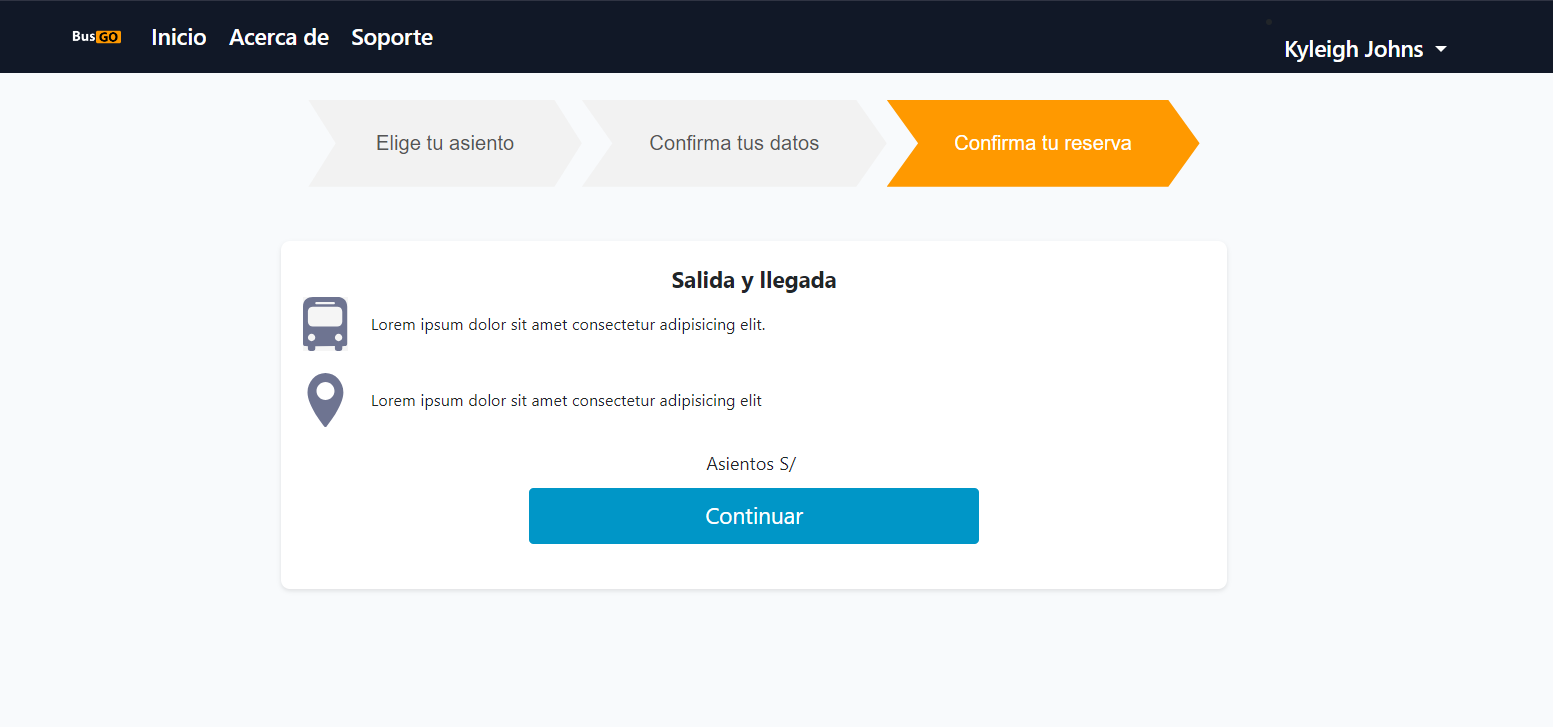 BusGO Inicio Acerca de Soporte Kyleigh Johns
Elige tu asiento Confirma tus datos Confirma tu reserva
Salida y llegada
Lorem ipsum dolor sit amet consectetur adipisicing elit.
Lorem ipsum dolor sit amet consectetur adipisicing elit
Asientos S/
Continuar